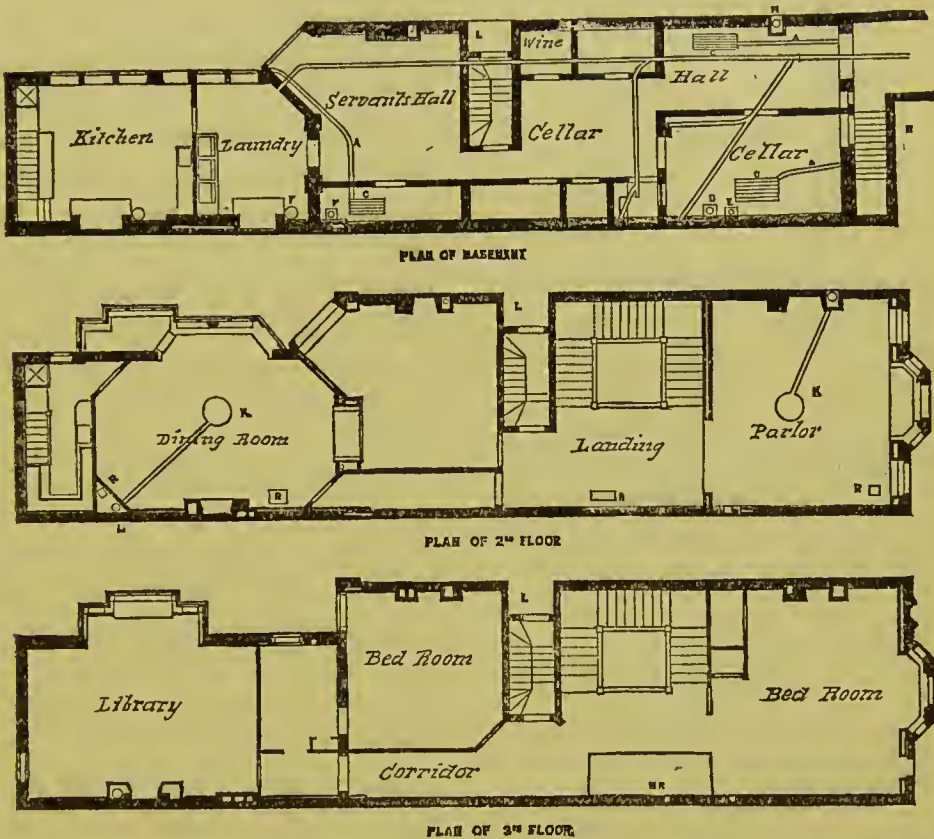 H
L
Wine
A
C
Hall
Servants Hall
Kitchen
Laundry
Cellar
A
Cellar
C
A
C
F
F
D
E
PLAN OF BASEMENT
L
K
K
Dining Room
Landing
Parlor
R
R
R
L
PLAN OF 2ND FLOOR
L
Bed Room
Library
Bed Room
Corridor
HR
PLAN OF 3RD FLOOR